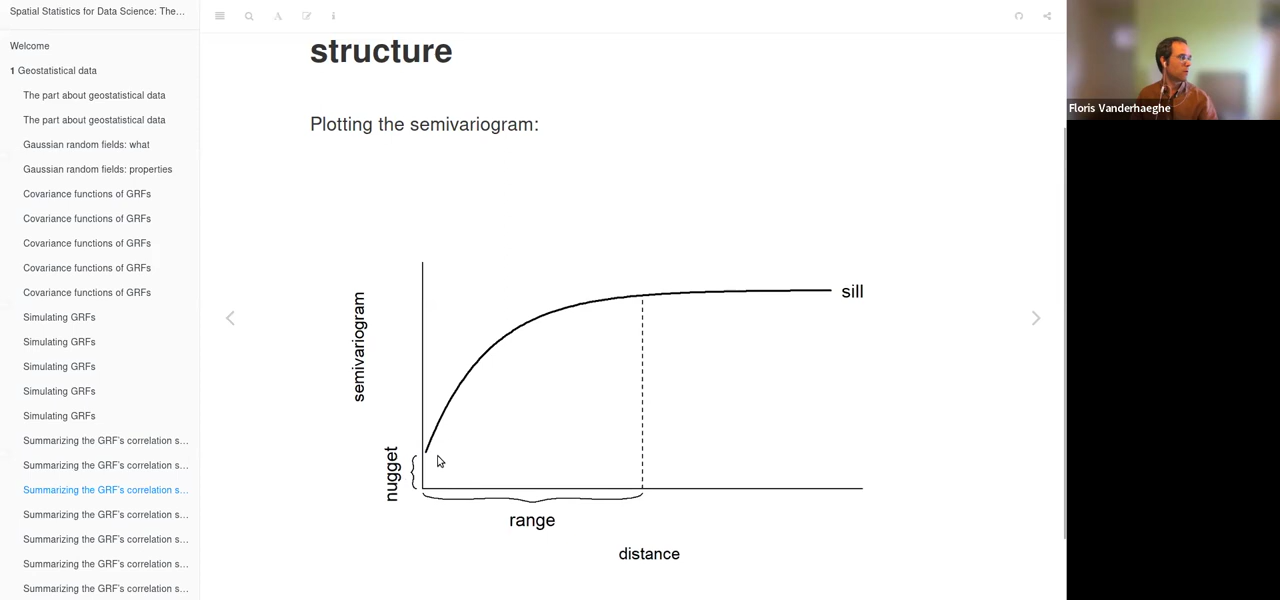 Spatial Statistics for Data Science: The…
Welcome
1 Geostatistical data
The part about geostatistical data
The part about geostatistical data
Gaussian random fields: what
Gaussian random fields: properties
Covariance functions of GRFs
Covariance functions of GRFs
Covariance functions of GRFs
Covariance functions of GRFs
Covariance functions of GRFs
Simulating GRFs
Simulating GRFs
Simulating GRFs
Simulating GRFs
Simulating GRFs
Summarizing the GRF's correlation s…
Summarizing the GRF's correlation s…
Summarizing the GRF's correlation s…
Summarizing the GRF's correlation s…
Summarizing the GRF's correlation s…
Summarizing the GRF's correlation s…
Summarizing the GRF's correlation s…
structure
Plotting the semivariogram:
semivariogram
sill
nugget
range
distance
Floris Vanderhaeghe